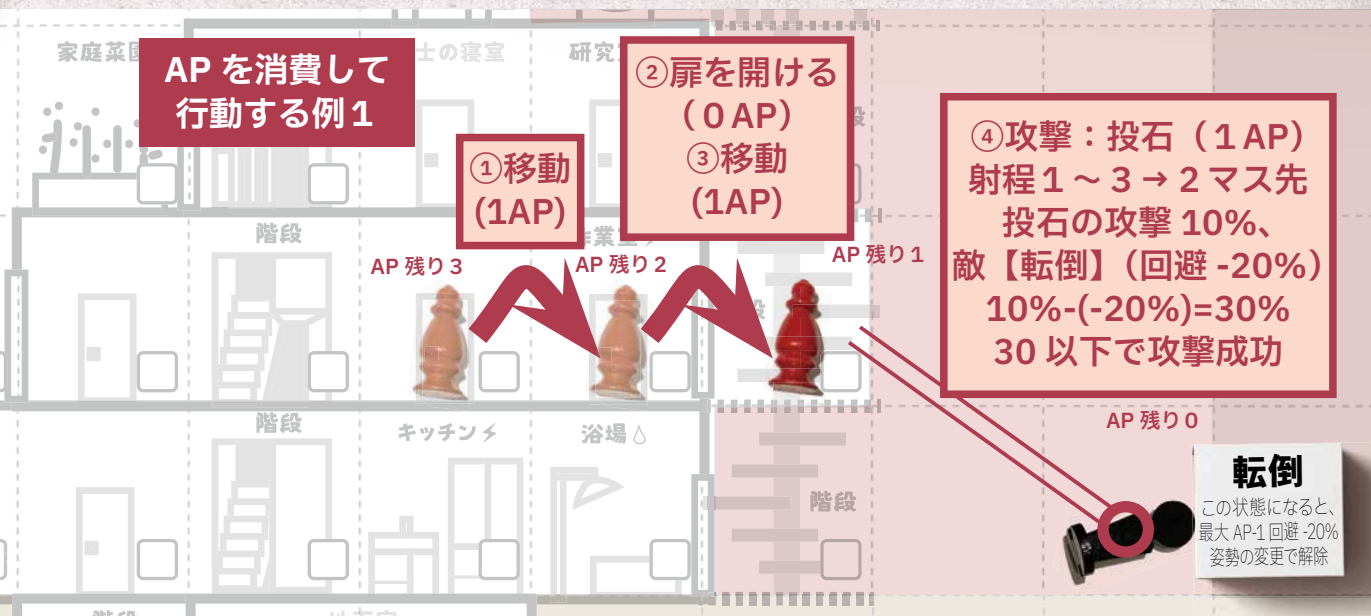 APを消費して
行動する例１
家庭菜
士の寝室
研究
①移動
(1AP)
②扉を開ける
（０AP）
③移動
(1AP)
④攻撃：投石（１AP）
射程１～３→２マス先
投石の攻撃 10%、
敵【転倒】（回避 -20%）
10%-(-20%)=30%
30 以下で攻撃成功
階段
業
AP 残り３
AP 残り２
AP 残り１
段
階段
キッチン⚡
浴場💧
AP 残り０
階段
転倒
この状態になると、
最大 AP-1 回避 -20%
姿勢の変更で解除